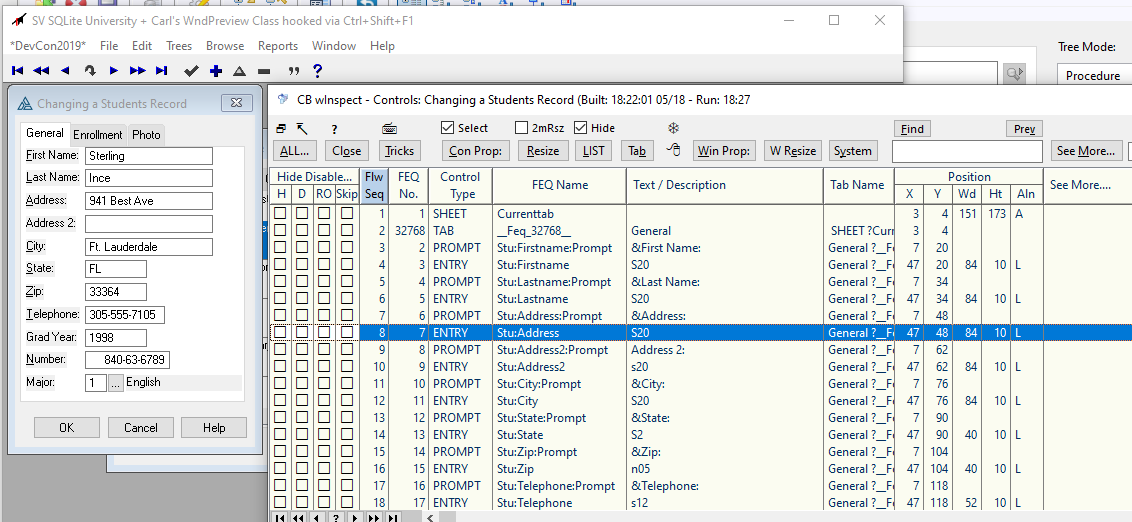 SV SQLite University + Carl's WndPreview Class hooked via Ctrl+Shift+F1
*DevCon2019* File Edit Trees Browse Reports Window Help
Tree Mode:
Procedure
Changing a Students Record
General Enrollment Photo
First Name: Sterling
Last Name: Ince
Address: 941 Best Ave
Address 2:
City: Ft. Lauderdale
State: FL
Zip: 33364
Telephone: 305-555-7105
Grad Year: 1998
Number: 840-63-6789
Major: 1 ... English
OK Cancel Help
CB wInspect - Controls: Changing a Students Record (Built: 18:22:01 05/18 - Run: 18:27
? Select 2mRsz Hide Find Prev
ALL... Close Tricks Con Prop: Resize LIST Tab Win Prop: W Resize System See More...
Hide Disable... Flw FEQ Control FEQ Name Text / Description Tab Name Position See More....
H D RO Skip Seq No. Type X Y Wd Ht Aln
1 1 SHEET Currenttab 3 4 151 173 A
2 32768 TAB __Feq_32768__ General SHEET ?Curr 3 4
3 2 PROMPT Stu:Firstname:Prompt &First Name: General ?__Fe 7 20
4 3 ENTRY Stu:Firstname S20 General ?__Fe 47 20 84 10 L
5 4 PROMPT Stu:Lastname:Prompt &Last Name: General ?__Fe 7 34
6 5 ENTRY Stu:Lastname S20 General ?__Fe 47 34 84 10 L
7 6 PROMPT Stu:Address:Prompt &Address: General ?__Fe 7 48
8 7 ENTRY Stu:Address S20 General ?__Fe 47 48 84 10 L
9 8 PROMPT Stu:Address2:Prompt Address 2: General ?__Fe 7 62
10 9 ENTRY Stu:Address2 s20 General ?__Fe 47 62 84 10 L
11 10 PROMPT Stu:City:Prompt &City: General ?__Fe 7 76
12 11 ENTRY Stu:City S20 General ?__Fe 47 76 84 10 L
13 12 PROMPT Stu:State:Prompt &State: General ?__Fe 7 90
14 13 ENTRY Stu:State S2 General ?__Fe 47 90 40 10 L
15 14 PROMPT Stu:Zip:Prompt &Zip: General ?__Fe 7 104
16 15 ENTRY Stu:Zip n05 General ?__Fe 47 104 40 10 L
17 16 PROMPT Stu:Telephone:Prompt &Telephone: General ?__Fe 7 118
18 17 ENTRY Stu:Telephone s12 General ?__Fe 47 118 52 10 L